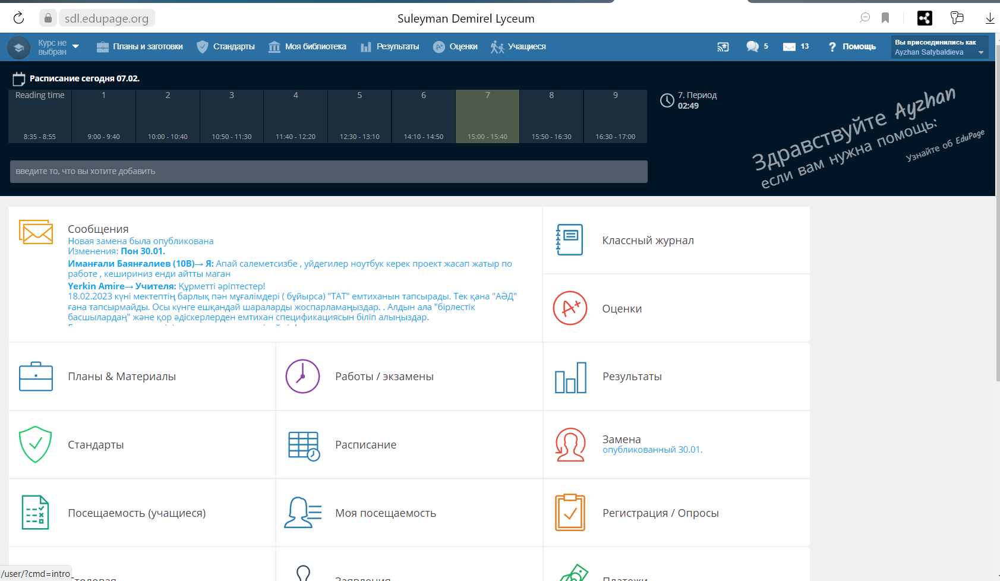 sdl.edupage.org
Suleyman Demirel Lyceum
Курс не
выбран
Планы и заготовки
Стандарты
Моя библиотека
Результаты
Оценки
Учащиеся
5
13
? Помощь
Вы присоединились как
Ayzhan Satybaldieva
Расписание сегодня 07.02.
Reading time 1 2 3 4 5 6 7 8 9
8:35 - 8:55 9:00 - 9:40 10:00 - 10:40 10:50 - 11:30 11:40 - 12:20 12:30 - 13:10 14:10 - 14:50 15:00 - 15:40 15:50 - 16:30 16:30 - 17:00
7. Период
02:49
Здравствуйте Ayzhan
если вам нужна помощь:
Узнайте об EduPage
введите то, что вы хотите добавить
Сообщения
Новая замена была опубликована
Изменения: Пон 30.01.
Иманғали Баянғалиев (10B)→ Я: Апай салеметсизбе , уйдегилер ноутбук керек проект жасап жатыр по
работе , кешириниз енди айтты маган
Yerkin Amire→ Учителя: Құрметті әріптестер!
18.02.2023 күні мектептің барлық пән мұғалімдері ( бұйырса) "ТАТ" емтиханын тапсырады. Тек қана "АӘД"
ғана тапсырмайды. Осы күнге ешқандай шараларды жоспарламаңыздар. . Алдын ала "бірлестік
басшылардаң" және қор әдіскерлерден емтихан спецификациясын біліп алыңыздар.
Классный журнал
A+
Оценки
Планы & Материалы
Работы / экзамены
Результаты
Стандарты
Расписание
Замена
опубликованный 30.01.
Посещаемость (учащиеся)
Моя посещаемость
Регистрация / Опросы
/user/?cmd=intro
Столовая
Заявления
Платежи